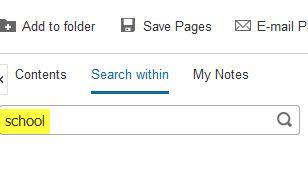 Add to folder Save Pages E-mail P
Contents Search within My Notes
school